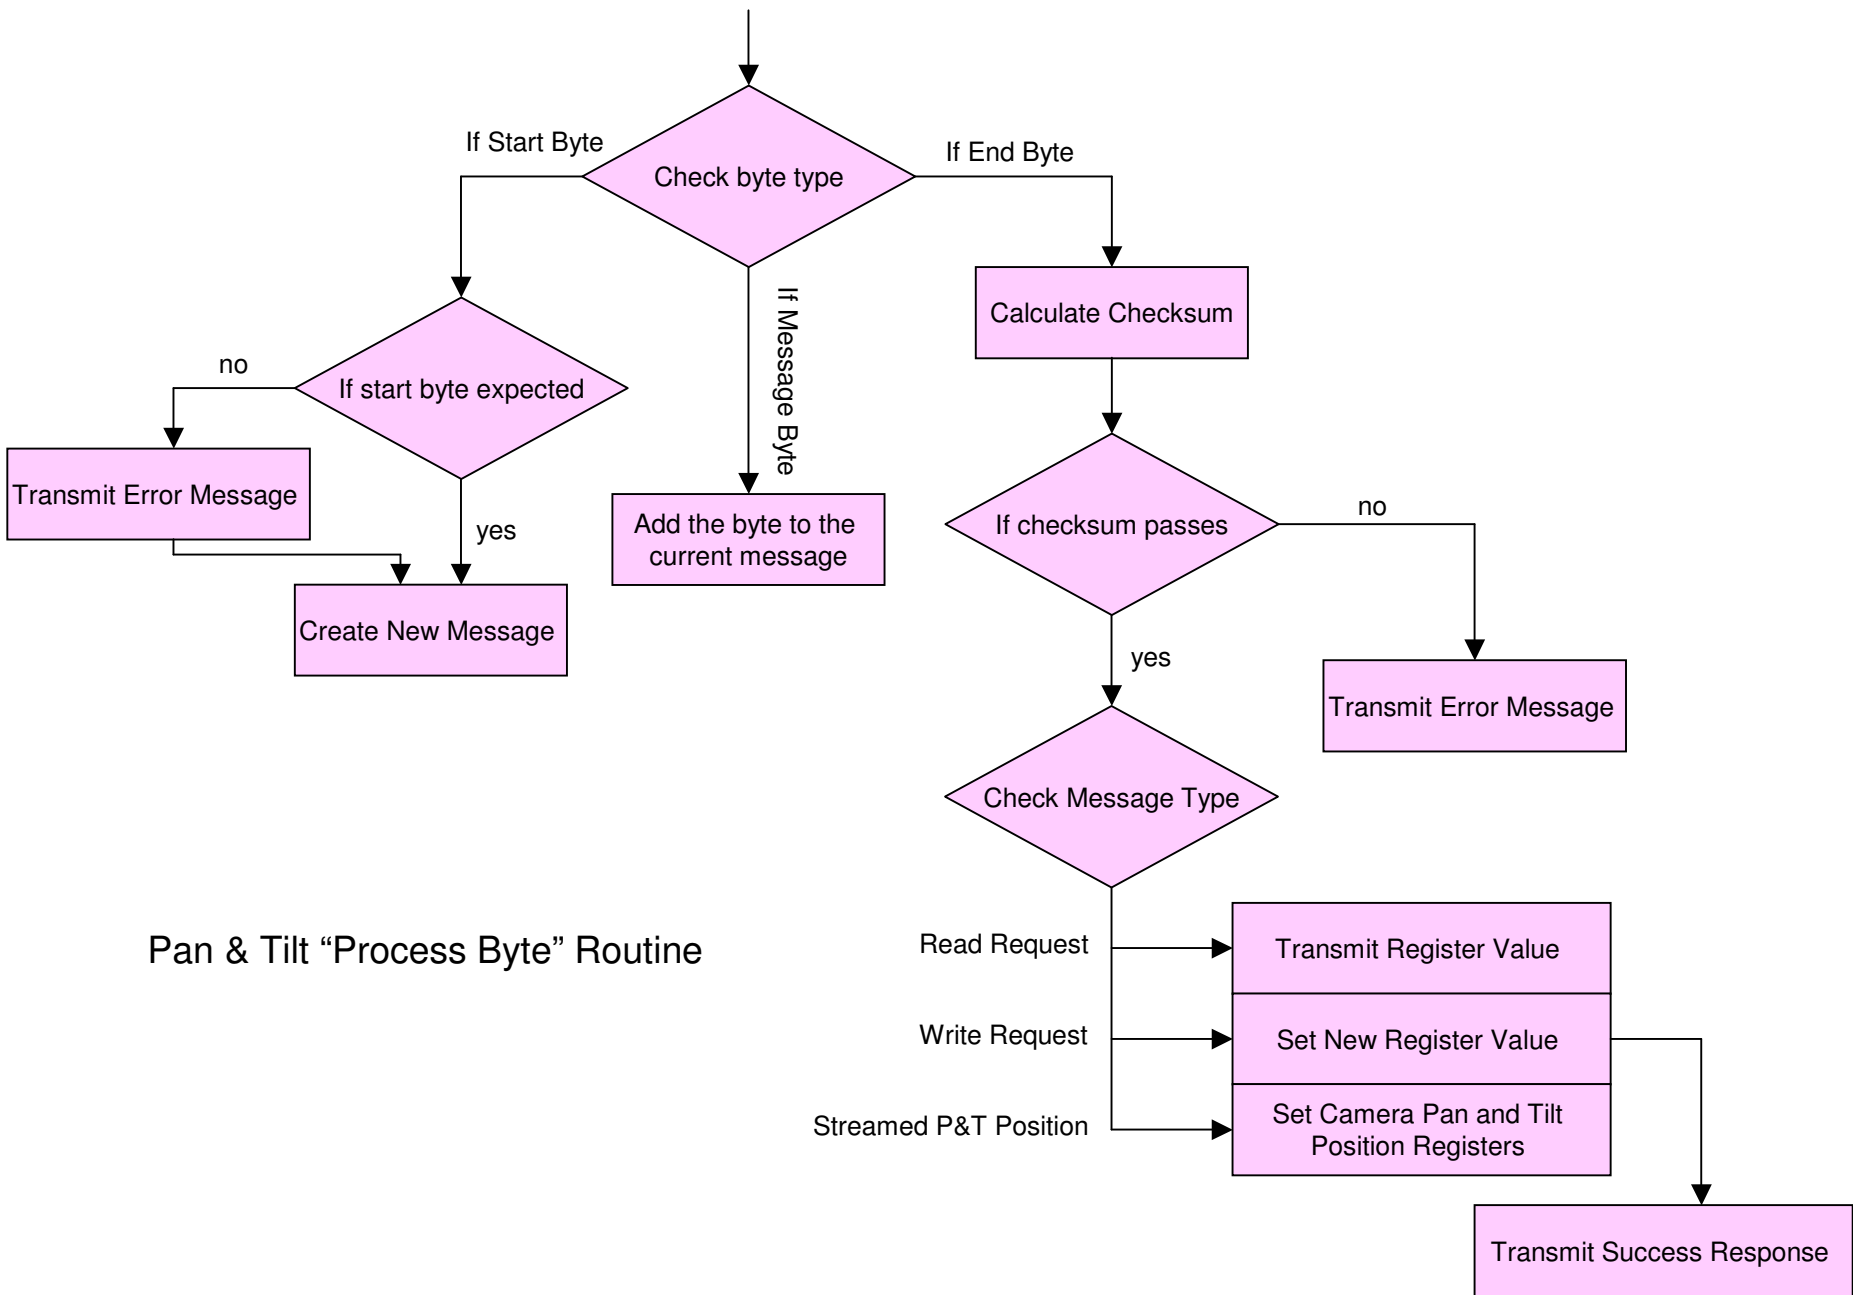 If Start Byte
Check byte type
If End Byte
If Message Byte
Calculate Checksum
no
If start byte expected
Transmit Error Message
yes
Create New Message
Add the byte to the
current message
If checksum passes
no
yes
Transmit Error Message
Check Message Type
Pan & Tilt “Process Byte” Routine
Read Request
Transmit Register Value
Write Request
Set New Register Value
Streamed P&T Position
Set Camera Pan and Tilt
Position Registers
Transmit Success Response